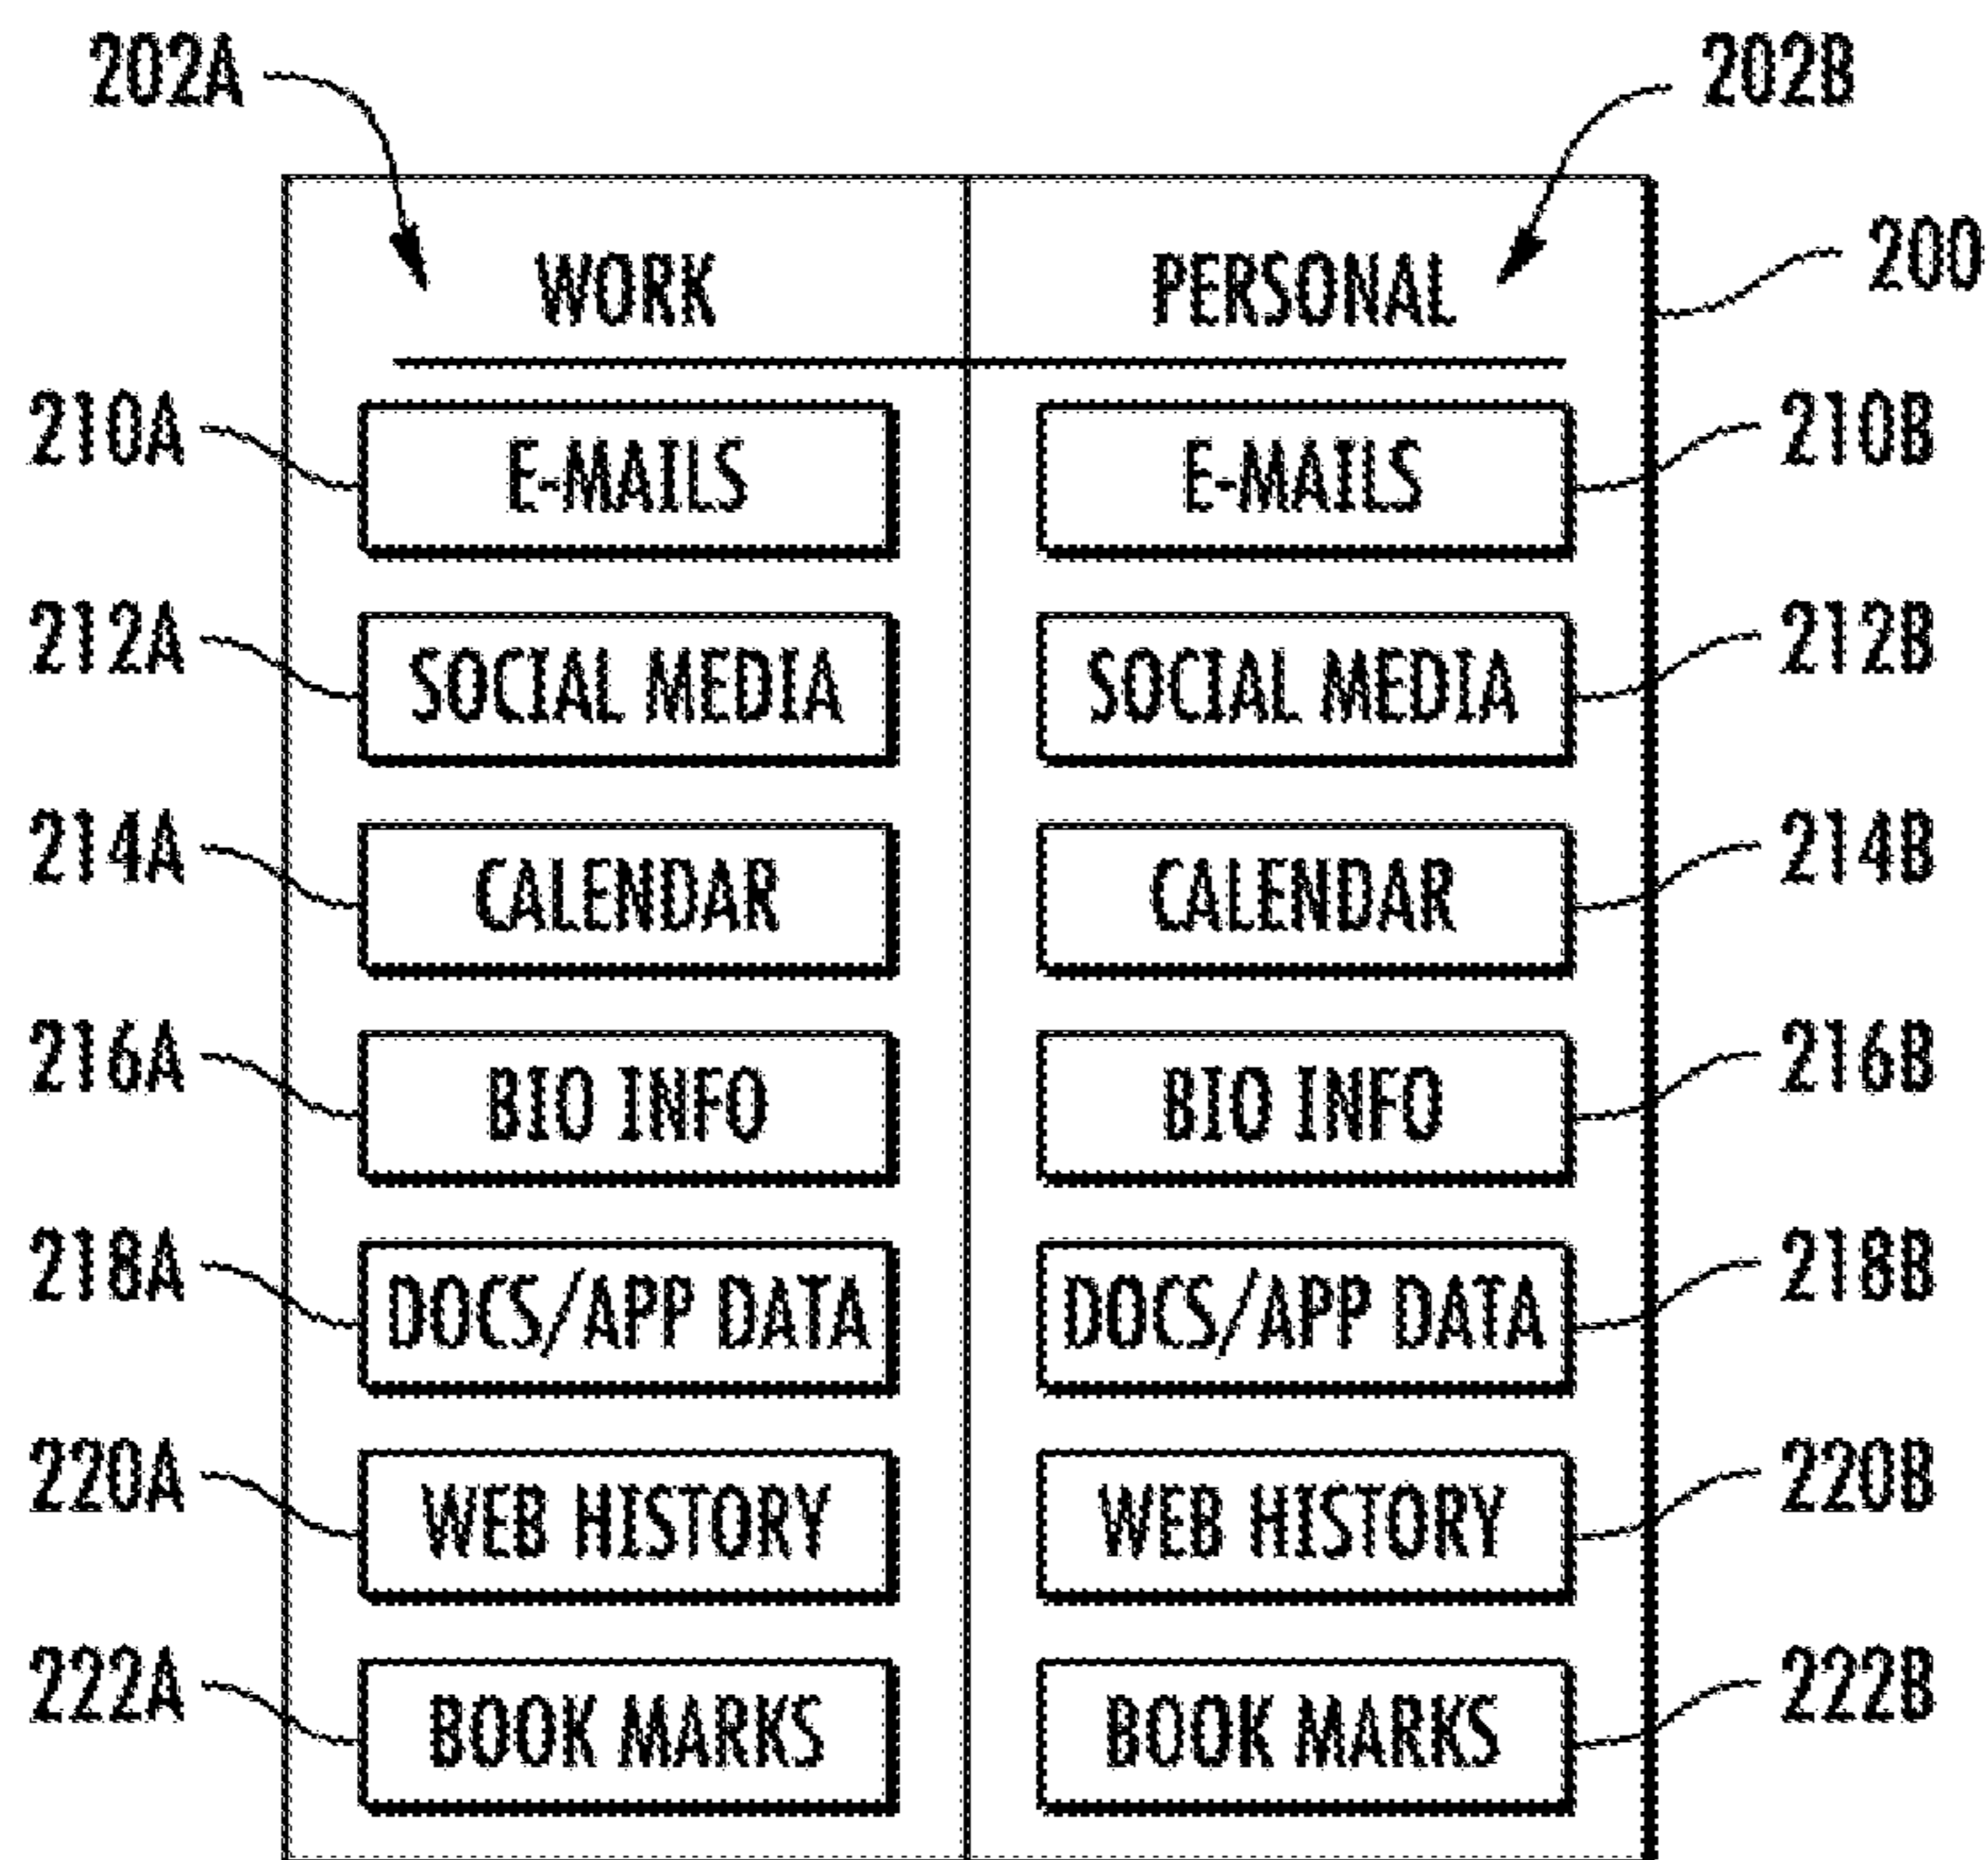 202A 202B
WORK PERSONAL 200
210A E-MAILS E-MAILS 210B
212A SOCIAL MEDIA SOCIAL MEDIA 212B
214A CALENDAR CALENDAR 214B
216A BIO INFO BIO INFO 216B
218A DOCS/APP DATA DOCS/APP DATA 218B
220A WEB HISTORY WEB HISTORY 220B
222A BOOK MARKS BOOK MARKS 222B